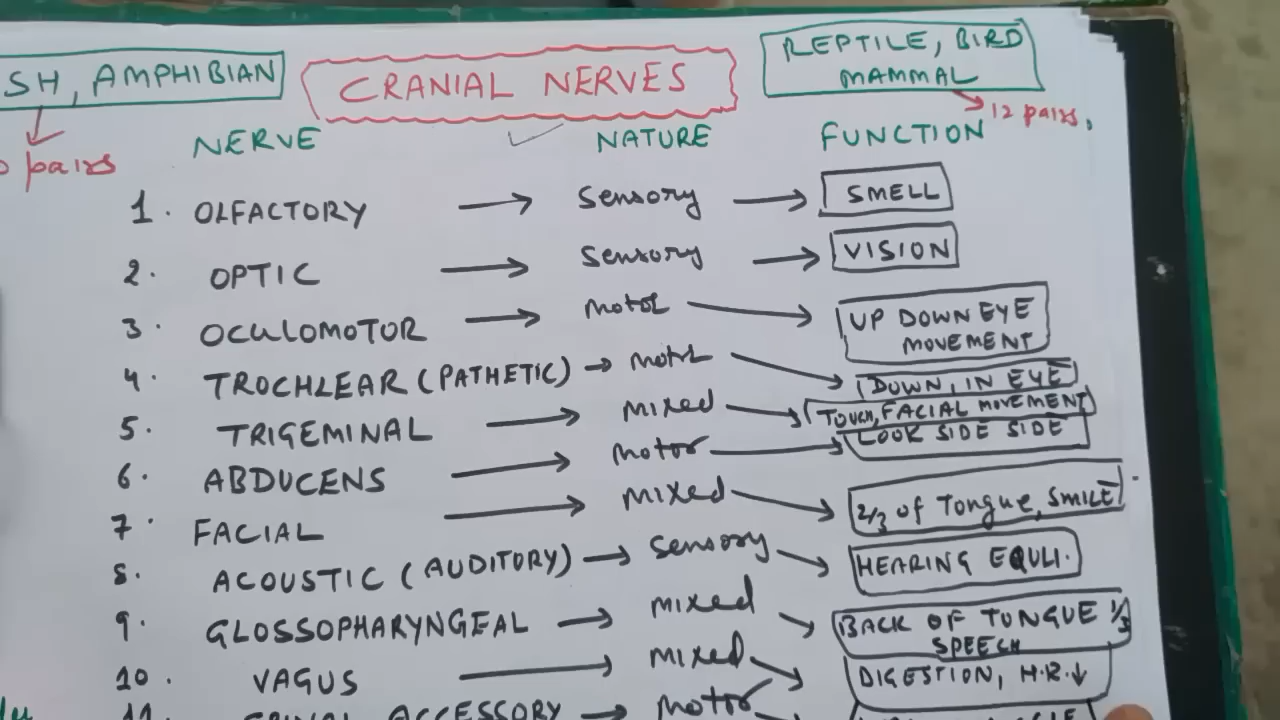 SH, AMPHIBIAN
CRANIAL NERVES
REPTILE, BIRD
MAMMAL
12 pairs.
pairs
NERVE NATURE FUNCTION
1. OLFACTORY → Sensory → SMELL
2. OPTIC → Sensory → VISION
3. OCULOMOTOR → motor → UP DOWN EYE
MOVEMENT
4. TROCHLEAR (PATHETIC) → motor → DOWN, IN EYE
5. TRIGEMINAL → mixed → TOUCH, FACIAL MOVEMENT
6. ABDUCENS → motor → LOOK SIDE SIDE
7. FACIAL → mixed → 2/3 of Tongue, SMILE
8. ACOUSTIC (AUDITORY) → sensory → HEARING EQULI.
9. GLOSSOPHARYNGEAL → mixed → BACK OF TONGUE 1/3
SPEECH
10. VAGUS → mixed → DIGESTION, H.R.↓
11. ACCESSORY → motor